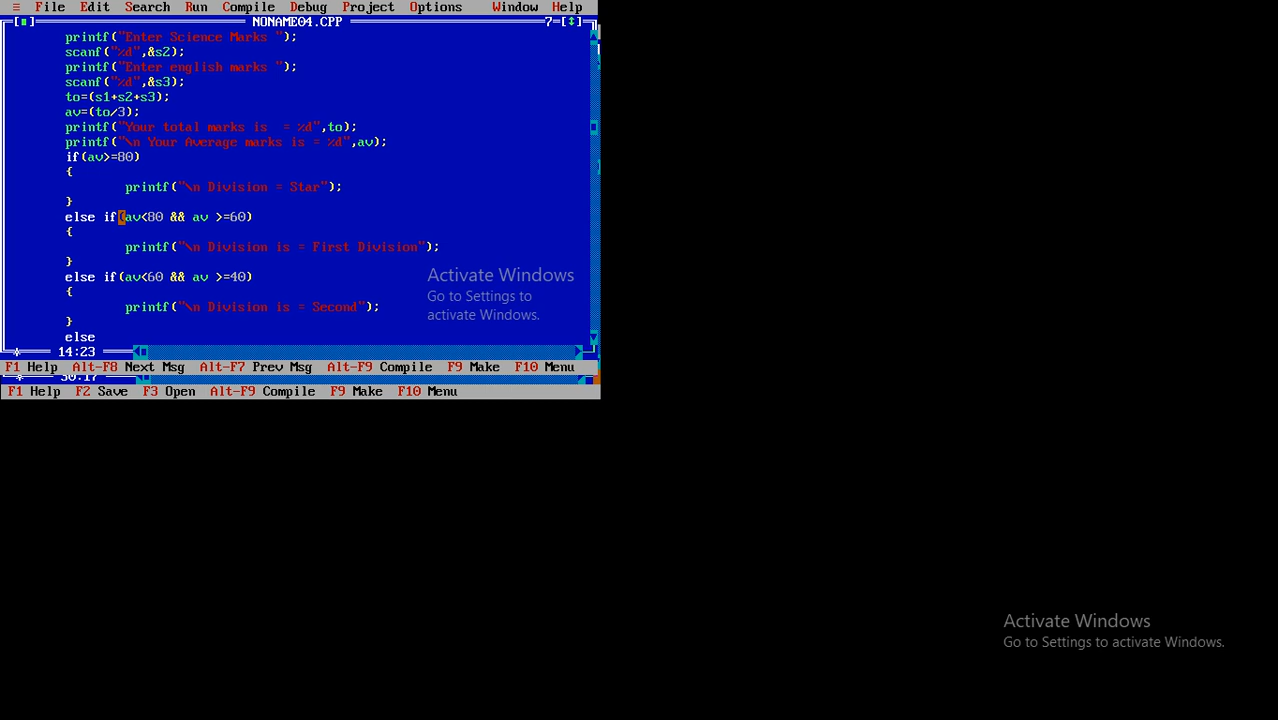 ≡ File Edit Search Run Compile Debug Project Options Window Help
[■] NONAME04.CPP 7=[↕]
printf("Enter Science Marks ");
scanf("%d",&s2);
printf("Enter english marks ");
scanf("%d",&s3);
to=(s1+s2+s3);
av=(to/3);
printf("Your total marks is  = %d",to);
printf("\n Your Average marks is = %d",av);
if(av>=80)
{
printf("\n Division = Star");
}
else if(av<80 && av >=60)
{
printf("\n Division is = First Division");
}
else if(av<60 && av >=40)
{
printf("\n Division is = Second");
}
else
14:23
F1 Help Alt-F8 Next Msg Alt-F7 Prev Msg Alt-F9 Compile F9 Make F10 Menu
F1 Help F2 Save F3 Open Alt-F9 Compile F9 Make F10 Menu
Activate Windows
Go to Settings to
activate Windows.
Activate Windows
Go to Settings to activate Windows.